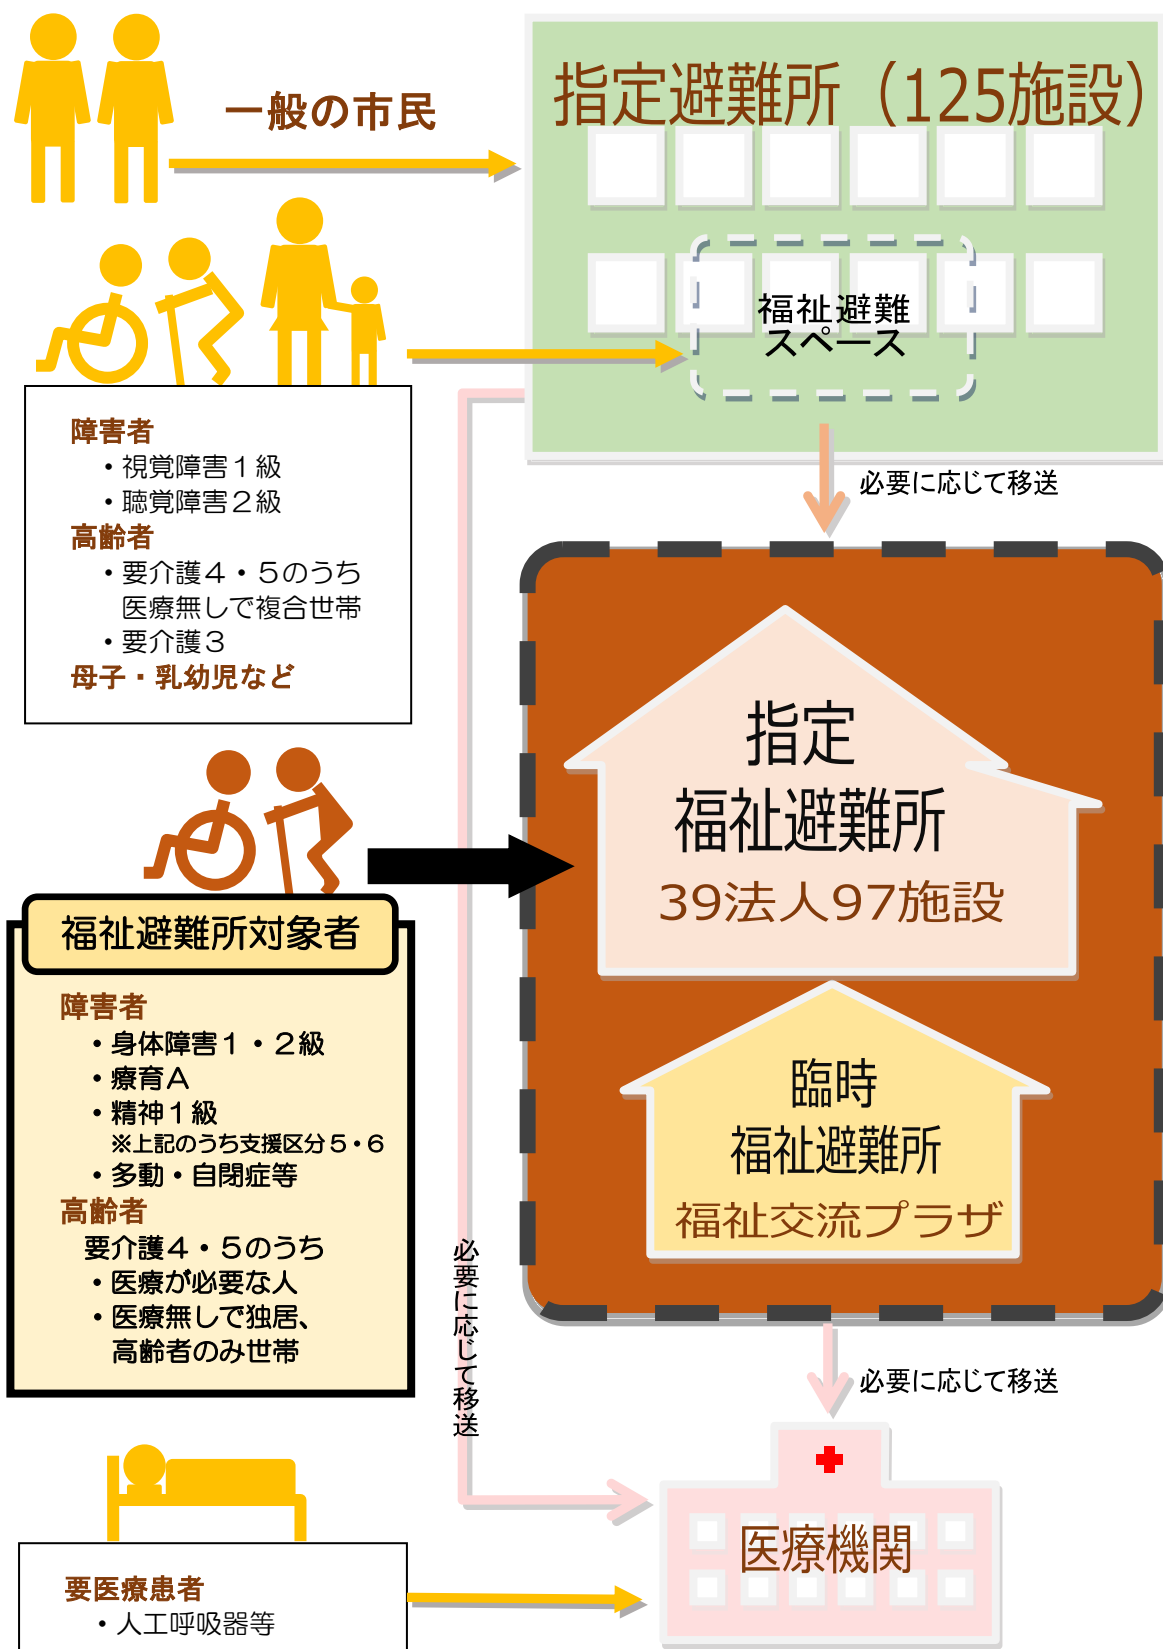 一般の市民
指定避難所（125施設）
福祉避難
スペース
障害者
・視覚障害１級
・聴覚障害２級
高齢者
・要介護４・５のうち
医療無しで複合世帯
・要介護３
母子・乳幼児など
必要に応じて移送
指定
福祉避難所
39法人97施設
臨時
福祉避難所
福祉交流プラザ
福祉避難所対象者
障害者
・身体障害１・２級
・療育Ａ
・精神１級
※上記のうち支援区分５・６
・多動・自閉症等
高齢者
要介護４・５のうち
・医療が必要な人
・医療無しで独居、
高齢者のみ世帯
必要に応じて移送
必要に応じて移送
医療機関
要医療患者
・人工呼吸器等